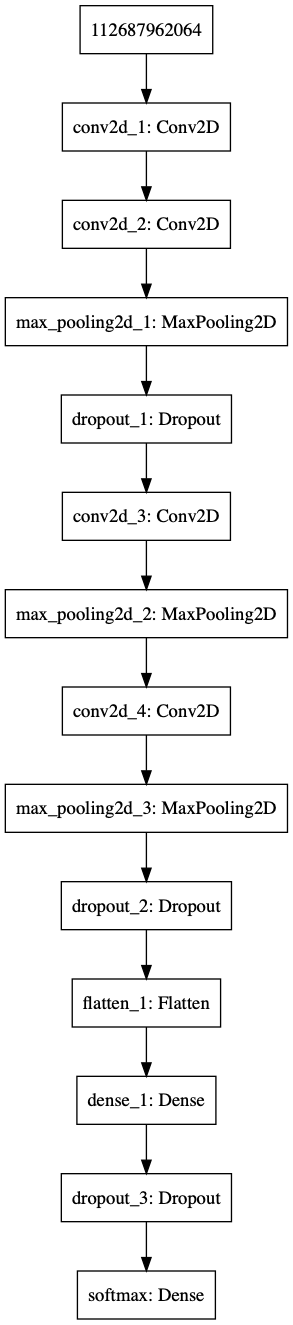 112687962064
conv2d_1: Conv2D
conv2d_2: Conv2D
max_pooling2d_1: MaxPooling2D
dropout_1: Dropout
conv2d_3: Conv2D
max_pooling2d_2: MaxPooling2D
conv2d_4: Conv2D
max_pooling2d_3: MaxPooling2D
dropout_2: Dropout
flatten_1: Flatten
dense_1: Dense
dropout_3: Dropout
softmax: Dense